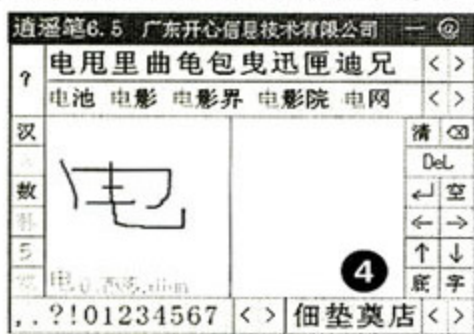 逍遥笔6.5 广东开心信息技术有限公司 一 @
? 电甩里曲龟包曳迅匣迪兄 < >
电池 电影 电影界 电影院 电网 < >
汉 清
DeL
数 空
← →
5 ↑ ↓
电 4 底 字
,.?!01234567 < > 佃垫奠店 < >